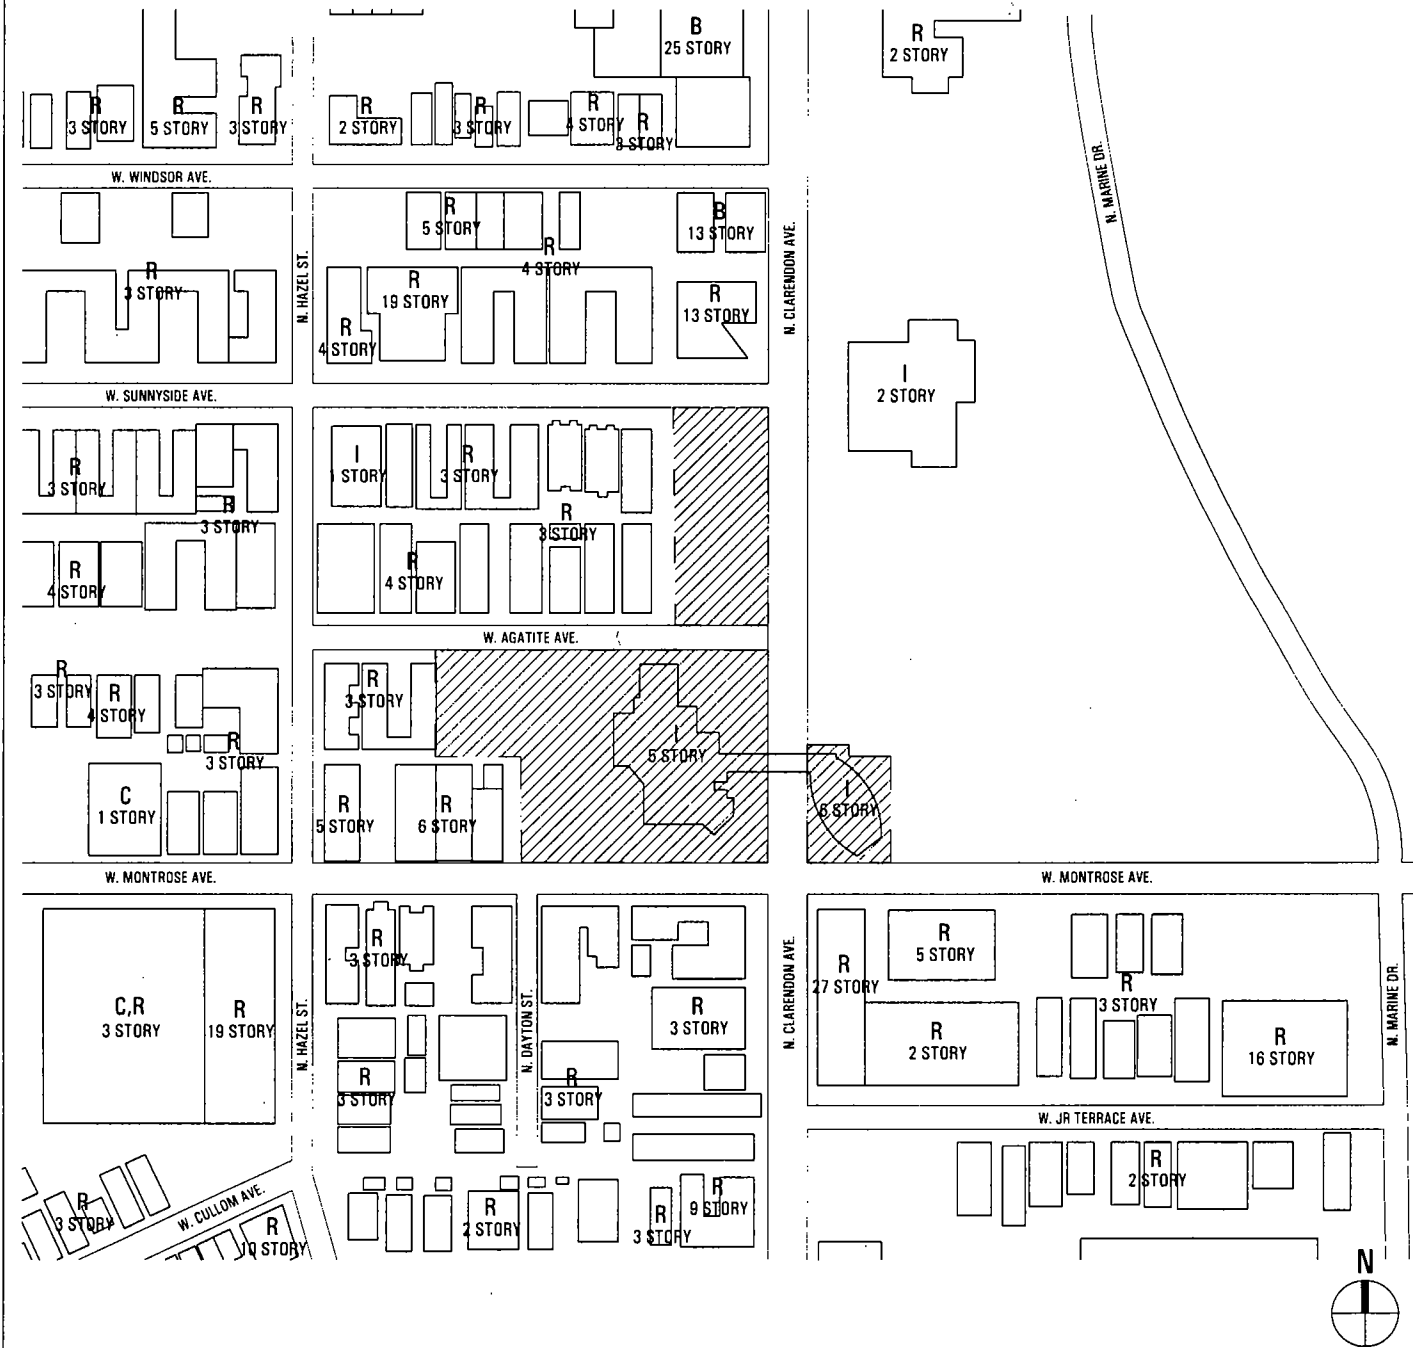 B
25 STORY
R
2 STORY
R
3 STORY
R
5 STORY
R
3 STORY
R
2 STORY
R
3 STORY
R
4 STORY
R
3 STORY
W. WINDSOR AVE.
N. MARINE DR.
R
5 STORY
B
13 STORY
R
4 STORY
R
3 STORY
R
19 STORY
R
13 STORY
R
4 STORY
N. HAZEL ST.
N. CLARENDON AVE.
I
2 STORY
W. SUNNYSIDE AVE.
R
3 STORY
I
1 STORY
R
3 STORY
R
3 STORY
R
3 STORY
R
4 STORY
R
4 STORY
W. AGATITE AVE.
R
3 STORY
R
4 STORY
R
3 STORY
R
3 STORY
I
5 STORY
C
1 STORY
R
5 STORY
R
6 STORY
I
6 STORY
W. MONTROSE AVE.
W. MONTROSE AVE.
R
3 STORY
R
5 STORY
R
27 STORY
C,R
3 STORY
R
19 STORY
N. HAZEL ST.
N. DAYTON ST.
R
3 STORY
N. CLARENDON AVE.
R
3 STORY
R
2 STORY
R
16 STORY
N. MARINE DR.
R
3 STORY
R
3 STORY
W. JR TERRACE AVE.
R
2 STORY
R
3 STORY
W. CULLOM AVE.
R
10 STORY
R
2 STORY
R
3 STORY
R
9 STORY
N